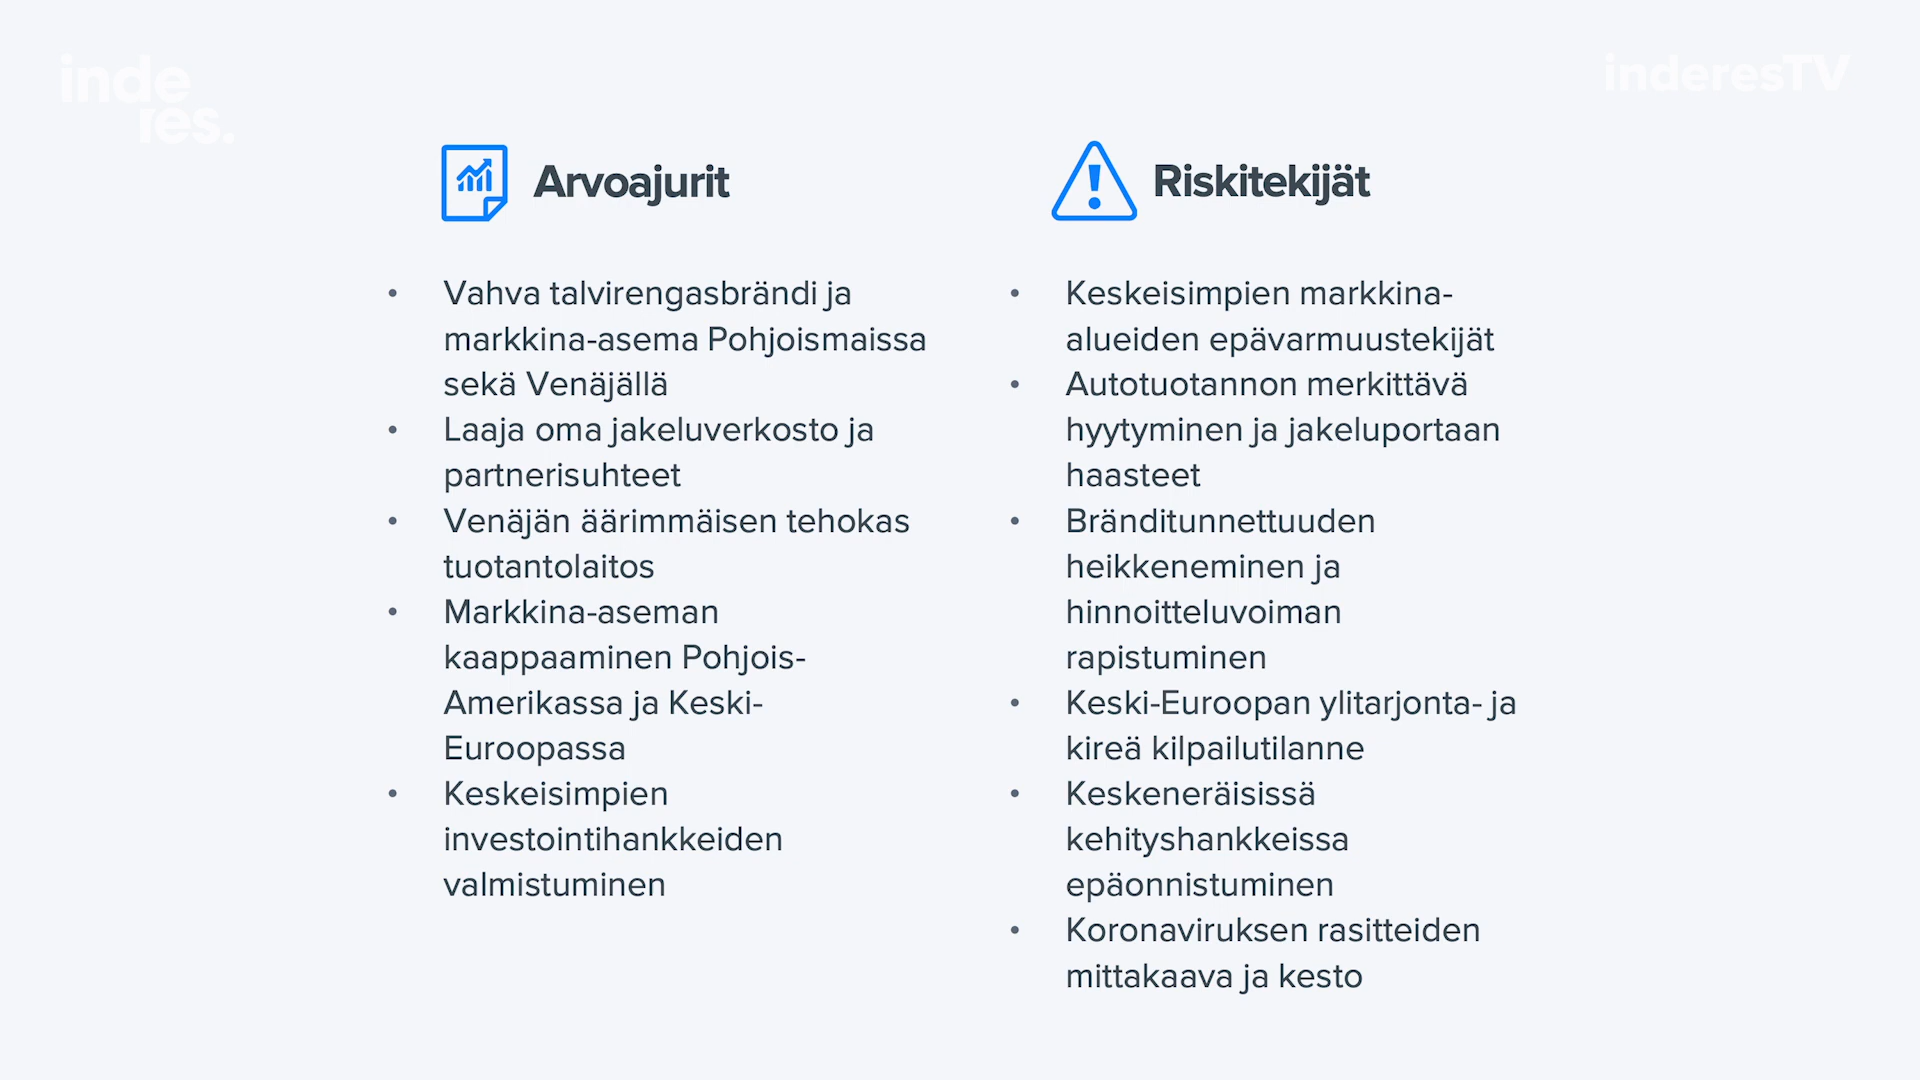 inde
res.
inderesTV
Arvoajurit
• Vahva talvirengasbrändi ja
markkina-asema Pohjoismaissa
sekä Venäjällä
• Laaja oma jakeluverkosto ja
partnerisuhteet
• Venäjän äärimmäisen tehokas
tuotantolaitos
• Markkina-aseman
kaappaaminen Pohjois-
Amerikassa ja Keski-
Euroopassa
• Keskeisimpien
investointihankkeiden
valmistuminen
Riskitekijät
• Keskeisimpien markkina-
alueiden epävarmuustekijät
• Autotuotannon merkittävä
hyytyminen ja jakeluportaan
haasteet
• Bränditunnettuuden
heikkeneminen ja
hinnoitteluvoiman
rapistuminen
• Keski-Euroopan ylitarjonta- ja
kireä kilpailutilanne
• Keskeneräisissä
kehityshankkeissa
epäonnistuminen
• Koronaviruksen rasitteiden
mittakaava ja kesto